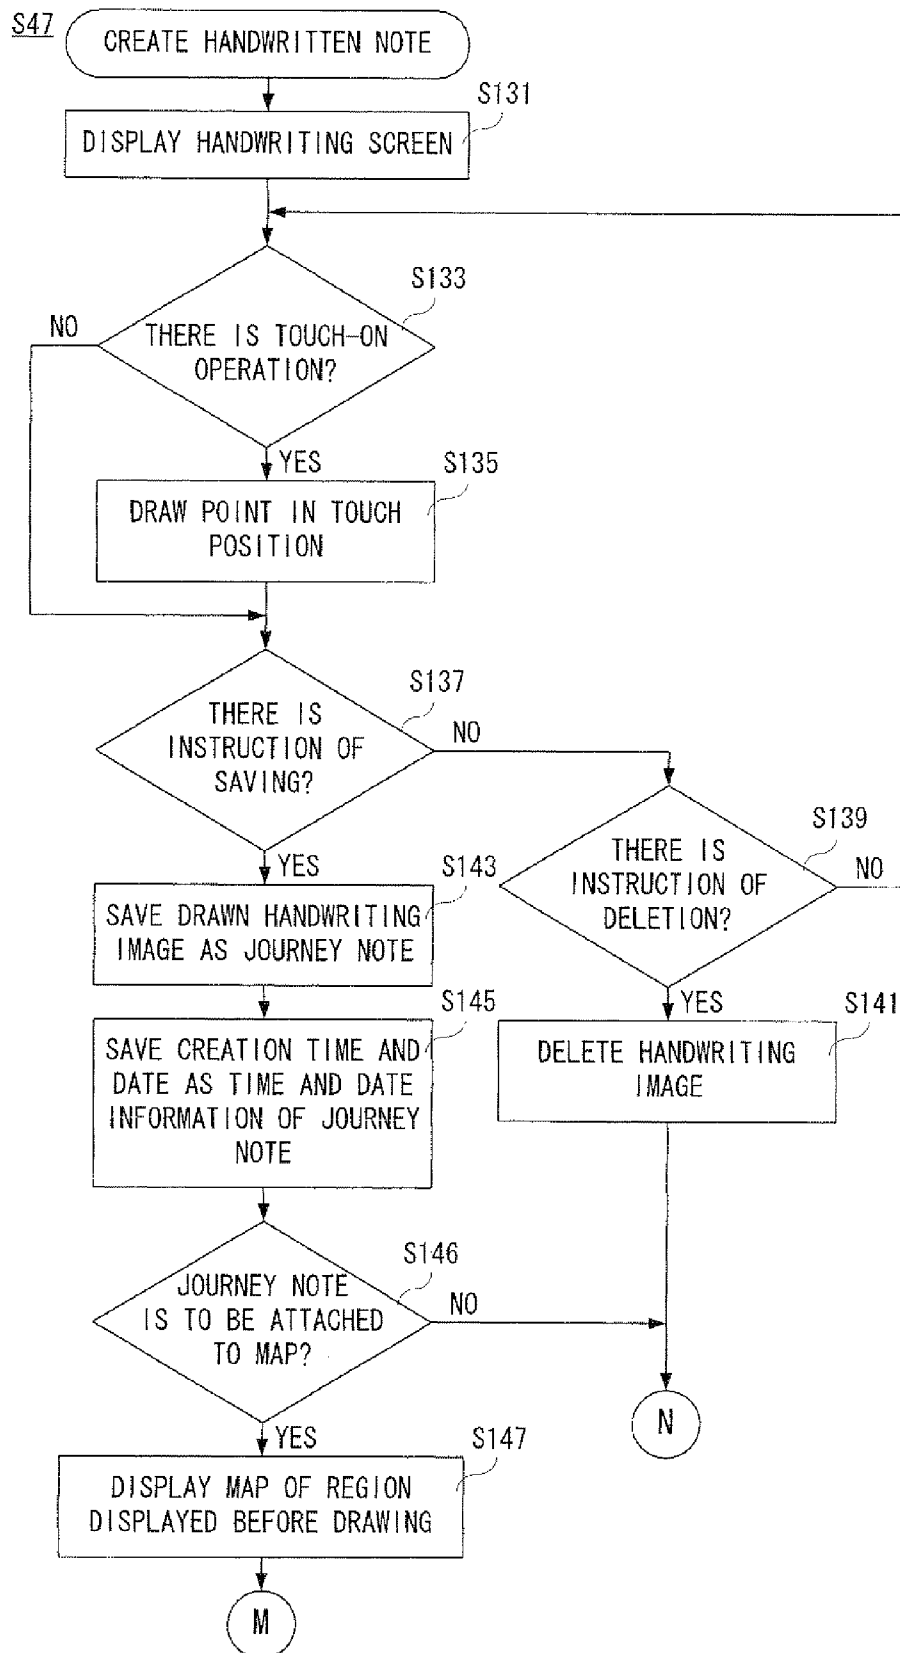 S47
CREATE HANDWRITTEN NOTE
S131
DISPLAY HANDWRITING SCREEN
S133
NO
THERE IS TOUCH-ON
OPERATION?
YES
S135
DRAW POINT IN TOUCH
POSITION
S137
THERE IS
INSTRUCTION OF
SAVING?
NO
S139
THERE IS
INSTRUCTION OF
DELETION?
NO
YES
S143
SAVE DRAWN HANDWRITING
IMAGE AS JOURNEY NOTE
YES
S141
DELETE HANDWRITING
IMAGE
S145
SAVE CREATION TIME AND
DATE AS TIME AND DATE
INFORMATION OF JOURNEY
NOTE
S146
JOURNEY NOTE
IS TO BE ATTACHED
TO MAP?
NO
N
YES
S147
DISPLAY MAP OF REGION
DISPLAYED BEFORE DRAWING
M